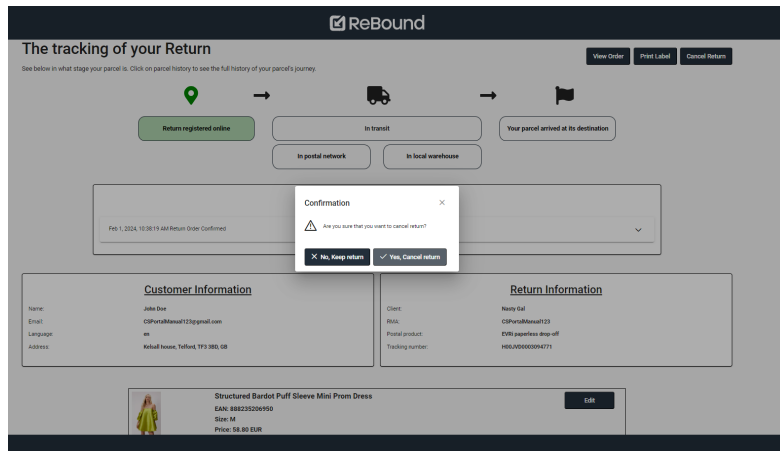 ReBound
The tracking of your Return
See below in what stage your parcel is. Click on parcel history to see the full history of your parcel's journey.
View Order
Print Label
Cancel Return
Return registered online
In transit
Your parcel arrived at its destination
In postal network
In local warehouse
Feb 1, 2024, 10:38:19 AM Return Order Confirmed
Confirmation
Are you sure that you want to cancel return?
No, Keep return
Yes, Cancel return
Customer Information
Name: John Doe
Email: CSPortalManual123@gmail.com
Language: en
Address: Kelsall house, Telford, TF3 3BD, GB
Return Information
Client: Nasty Gal
RMA: CSPortalManual123
Postal product: EVRi paperless drop-off
Tracking number: H00JVD0003094771
Structured Bardot Puff Sleeve Mini Prom Dress
EAN: 888235206950
Size: M
Price: 58.80 EUR
Edit